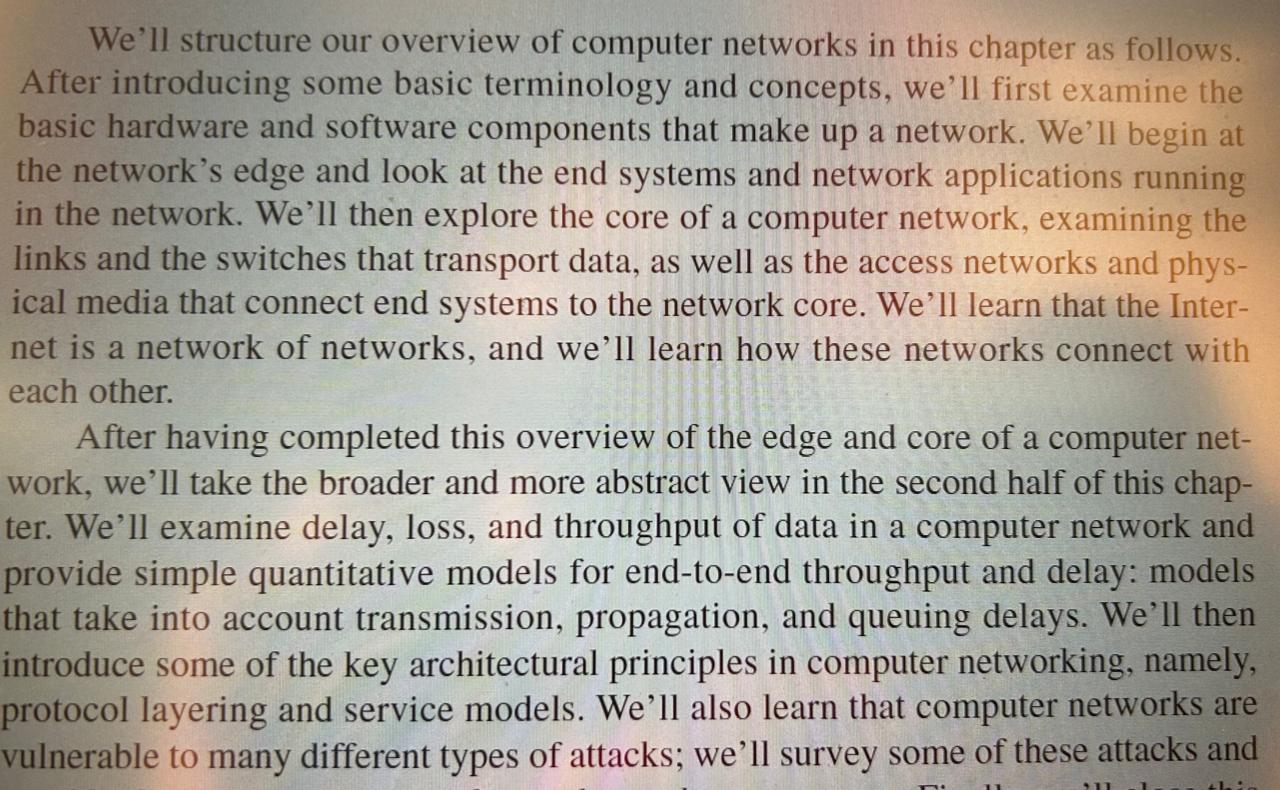 We'll structure our overview of computer networks in this chapter as follows.
After introducing some basic terminology and concepts, we'll first examine the
basic hardware and software components that make up a network. We'll begin at
the network's edge and look at the end systems and network applications running
in the network. We'll then explore the core of a computer network, examining the
links and the switches that transport data, as well as the access networks and phys-
ical media that connect end systems to the network core. We'll learn that the Inter-
net is a network of networks, and we'll learn how these networks connect with
each other.
After having completed this overview of the edge and core of a computer net-
work, we'll take the broader and more abstract view in the second half of this chap-
ter. We'll examine delay, loss, and throughput of data in a computer network and
provide simple quantitative models for end-to-end throughput and delay: models
that take into account transmission, propagation, and queuing delays. We'll then
introduce some of the key architectural principles in computer networking, namely,
protocol layering and service models. We'll also learn that computer networks are
vulnerable to many different types of attacks; we'll survey some of these attacks and